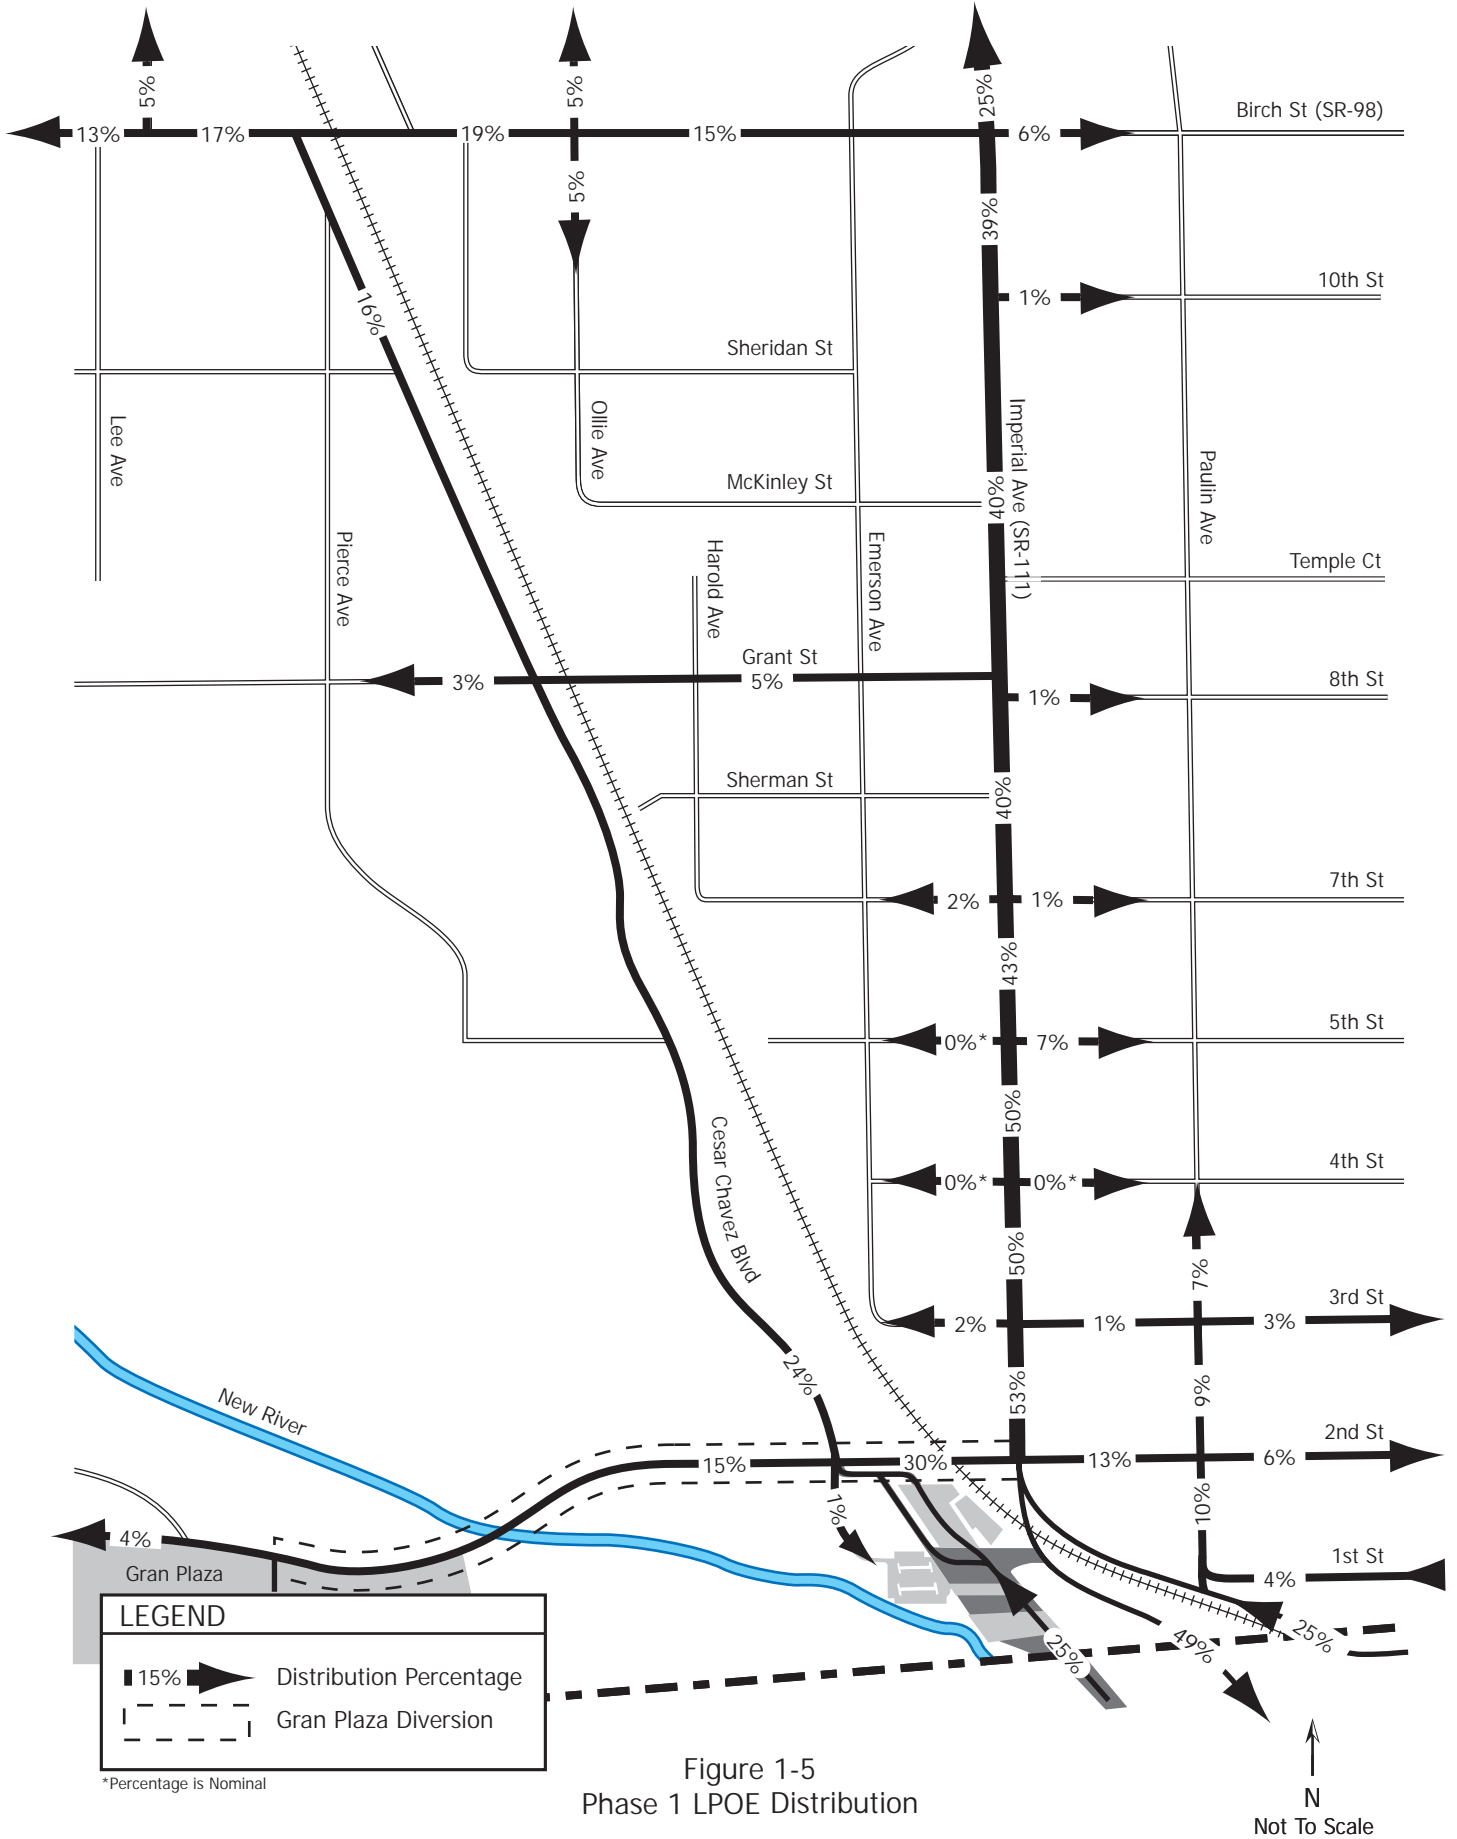 5%
5%
25%
13%
17%
19%
15%
6%
Birch St (SR-98)
5%
39%
10th St
1%
16%
Sheridan St
Lee Ave
Ollie Ave
Imperial Ave (SR-111)
McKinley St
40%
Paulin Ave
Pierce Ave
Harold Ave
Emerson Ave
Temple Ct
Grant St
3%
5%
8th St
1%
Sherman St
40%
7th St
2%
1%
43%
5th St
0%*
7%
50%
Cesar Chavez Blvd
4th St
0%*
0%*
50%
7%
3rd St
2%
1%
3%
24%
53%
9%
New River
2nd St
15%
30%
13%
6%
1%
10%
4%
1st St
4%
Gran Plaza
25%
49%
25%
LEGEND
15%
Distribution Percentage
Gran Plaza Diversion
*Percentage is Nominal
Figure 1-5
Phase 1 LPOE Distribution
N
Not To Scale